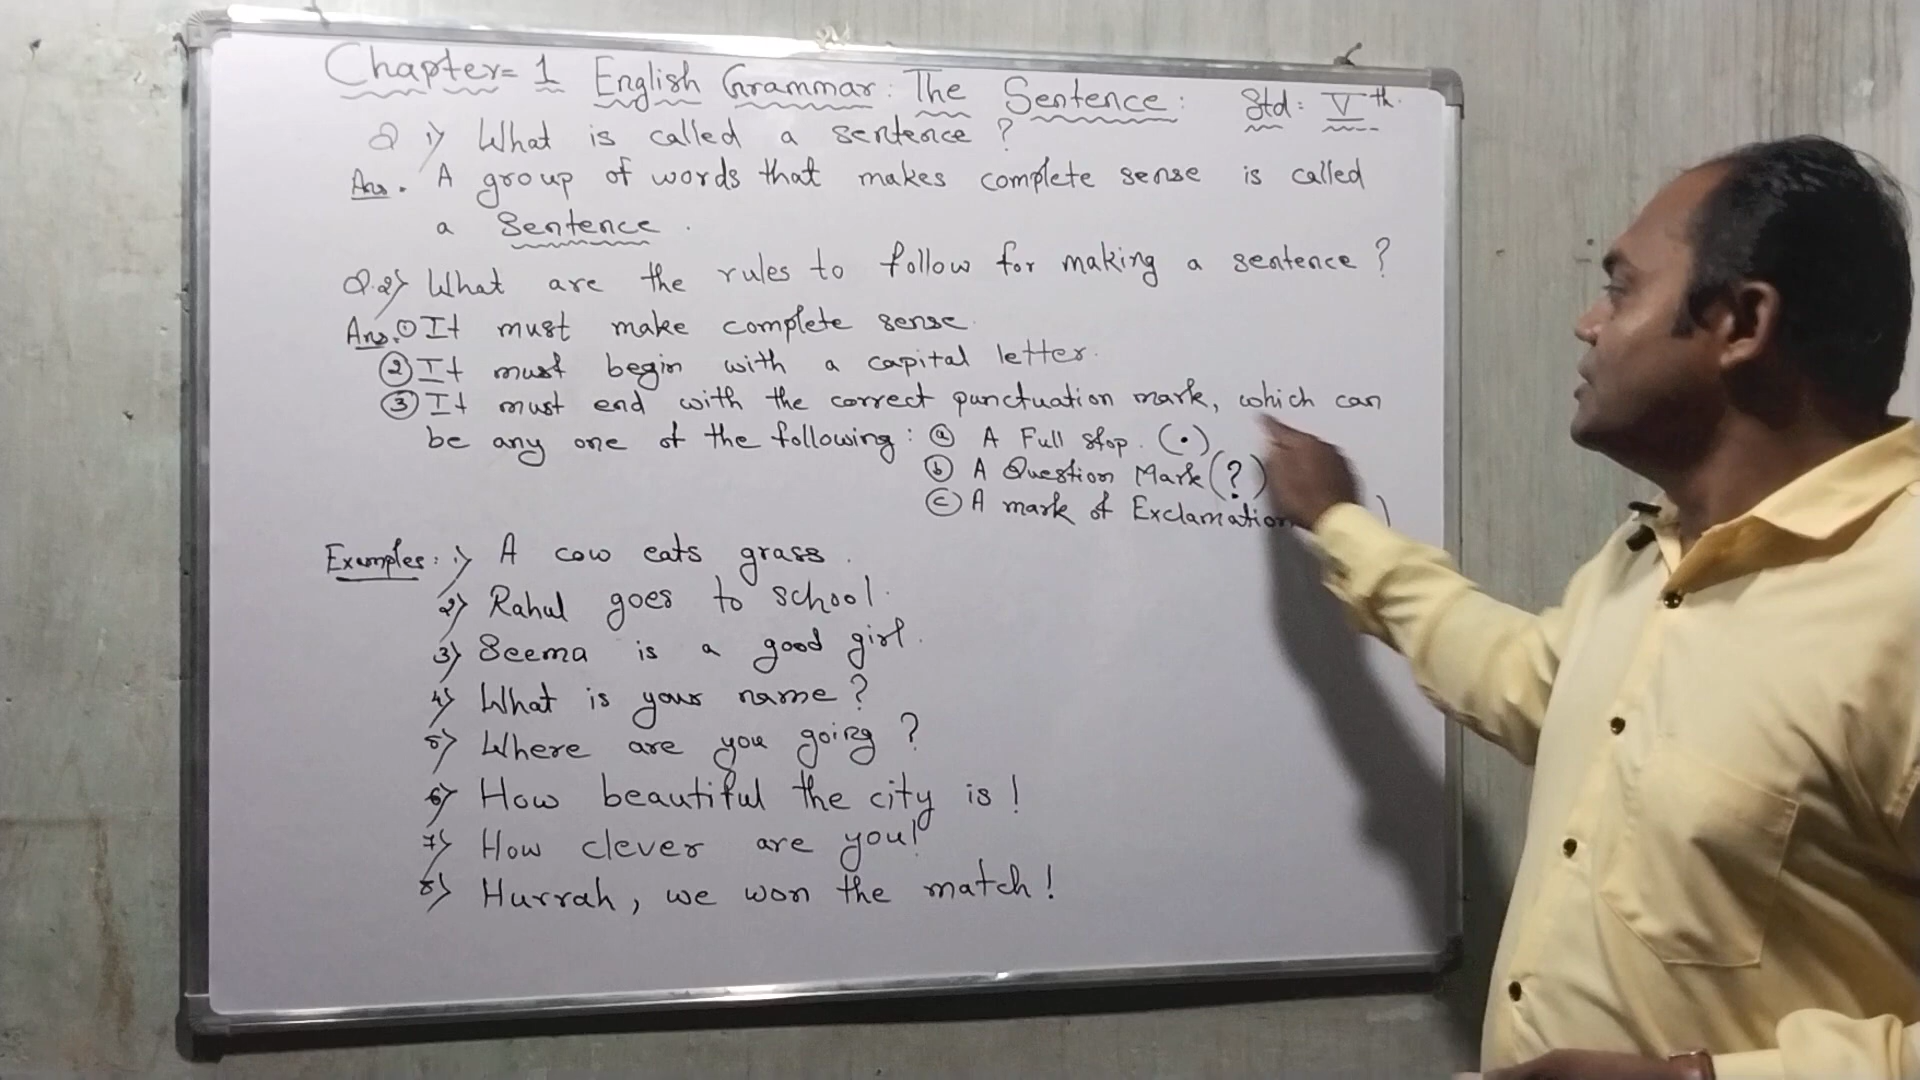 Chapter= 1 English Grammar: The Sentence: Std: Vth.
Q 1) What is called a sentence ?
Ans. A group of words that makes complete sense is called
a Sentence.
Q.2) What are the rules to follow for making a sentence ?
Ans. ① It must make complete sense.
② It must begin with a capital letter.
③ It must end with the correct punctuation mark, which can
be any one of the following: ⓐ A Full stop. (.)
ⓑ A Question Mark (?)
ⓒ A mark of Exclamation )
Examples: 1) A cow eats grass.
2) Rahul goes to school.
3) Seema is a good girl.
4) What is your name ?
5) Where are you going ?
6) How beautiful the city is !
7) How clever are you!
8) Hurrah, we won the match !